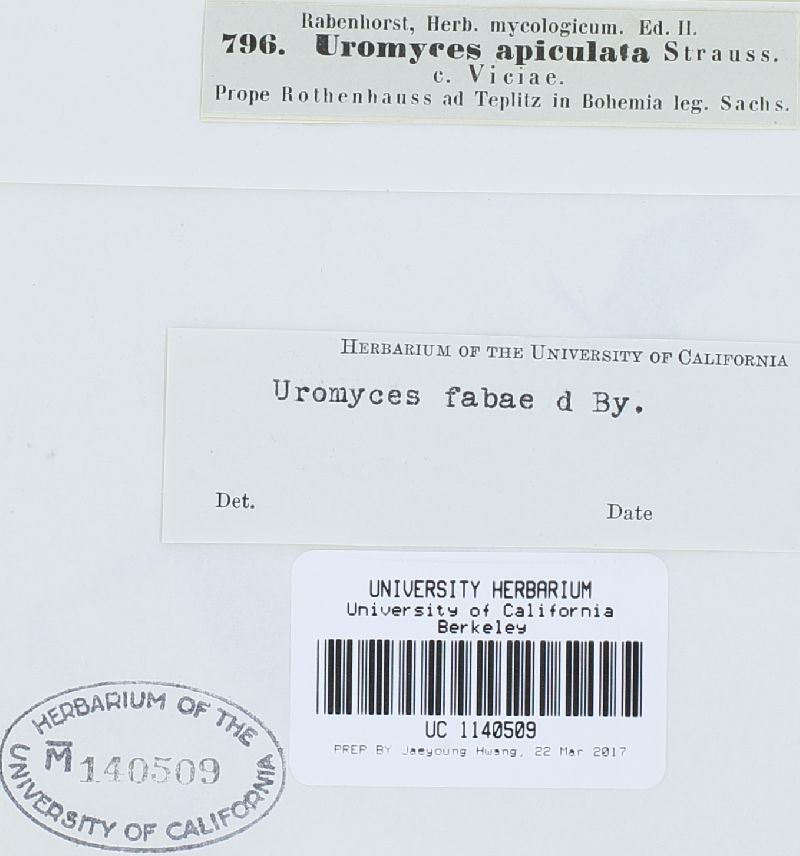 Rabenhorst, Herb. mycologicum. Ed. II.
796. Uromyces apiculata Strauss.
c. Viciae.
Prope Rothenhauss ad Teplitz in Bohemia leg. Sachs.
HERBARIUM OF THE UNIVERSITY OF CALIFORNIA
Uromyces fabae d By.
Det.
Date
UNIVERSITY HERBARIUM
University of California
Berkeley
UC 1140509
PREP BY Jaeyoung Hwang, 22 Mar 2017
HERBARIUM OF THE
M 140509
UNIVERSITY OF CALIFORNIA